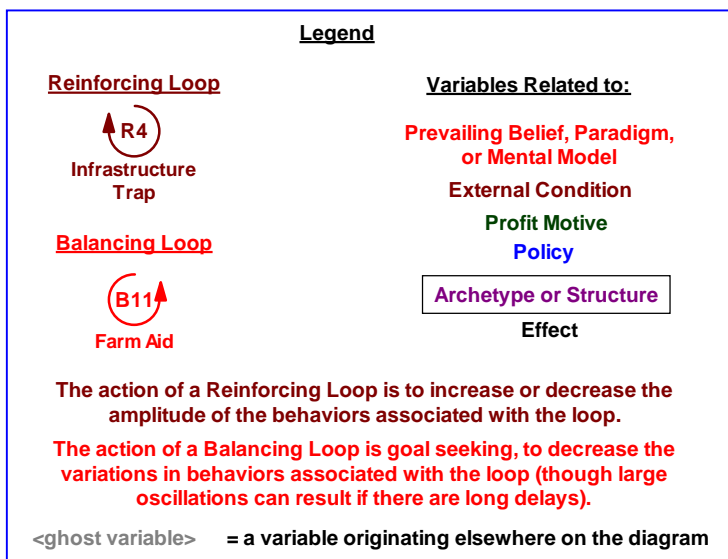 Legend
Reinforcing Loop
R4
Infrastructure
Trap
Balancing Loop
B11
Farm Aid
Variables Related to:
Prevailing Belief, Paradigm,
or Mental Model
External Condition
Profit Motive
Policy
Archetype or Structure
Effect
The action of a Reinforcing Loop is to increase or decrease the
amplitude of the behaviors associated with the loop.
The action of a Balancing Loop is goal seeking, to decrease the
variations in behaviors associated with the loop (though large
oscillations can result if there are long delays).
<ghost variable> = a variable originating elsewhere on the diagram